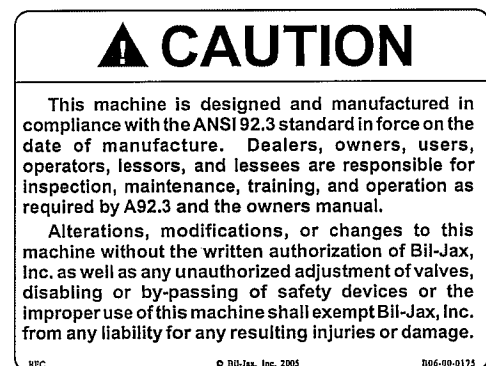 CAUTION
This machine is designed and manufactured in
compliance with the ANSI 92.3 standard in force on the
date of manufacture. Dealers, owners, users,
operators, lessors, and lessees are responsible for
inspection, maintenance, training, and operation as
required by A92.3 and the owners manual.
Alterations, modifications, or changes to this
machine without the written authorization of Bil-Jax,
Inc. as well as any unauthorized adjustment of valves,
disabling or by-passing of safety devices or the
improper use of this machine shall exempt Bil-Jax, Inc.
from any liability for any resulting injuries or damage.
© Bil-Jax, Inc. 2005 B06-00-0175